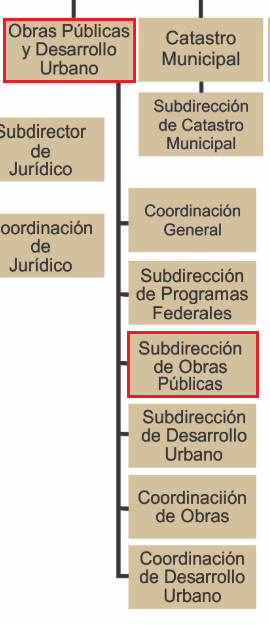 Obras Públicas
y Desarrollo
Urbano
Catastro
Municipal
Subdirección
de Catastro
Municipal
Subdirector
de
Jurídico
oordinación
de
Jurídico
Coordinación
General
Subdirección
de Programas
Federales
Subdirección
de Obras
Públicas
Subdirección
de Desarrollo
Urbano
Coordinaciión
de Obras
Coordinación
de Desarrollo
Urbano